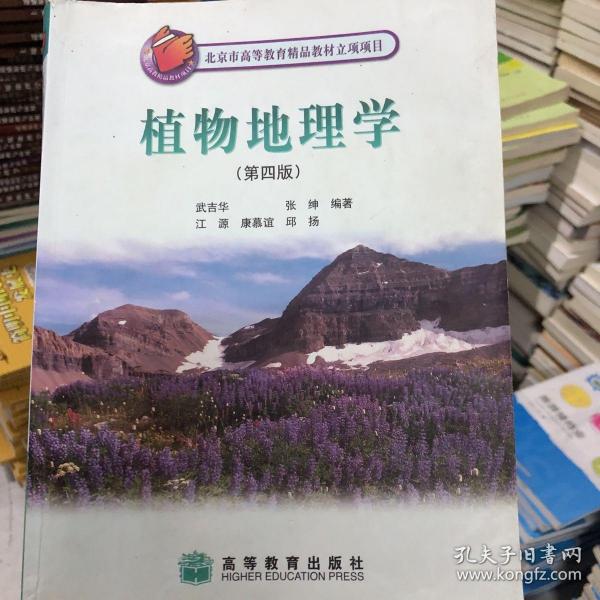 北京市高等教育精品教材立项项目
植物地理学
(第四版)
武吉华 张 绅 编著
江 源 康慕谊 邱 扬
高等教育出版社
HIGHER EDUCATION PRESS
孔夫子旧书网
www.kongfz.com